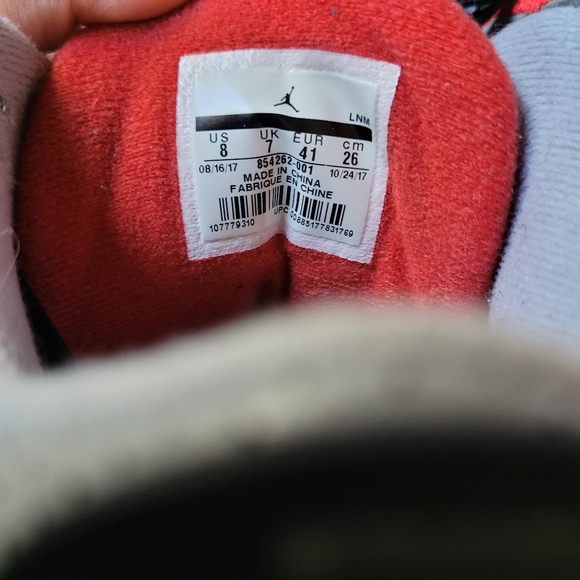 LNM
US UK EUR cm
8 7 41 26
08/16/17 854262-001 10/24/17
MADE IN CHINA
FABRIQUE EN CHINE
107779310 UPC 00885177831769